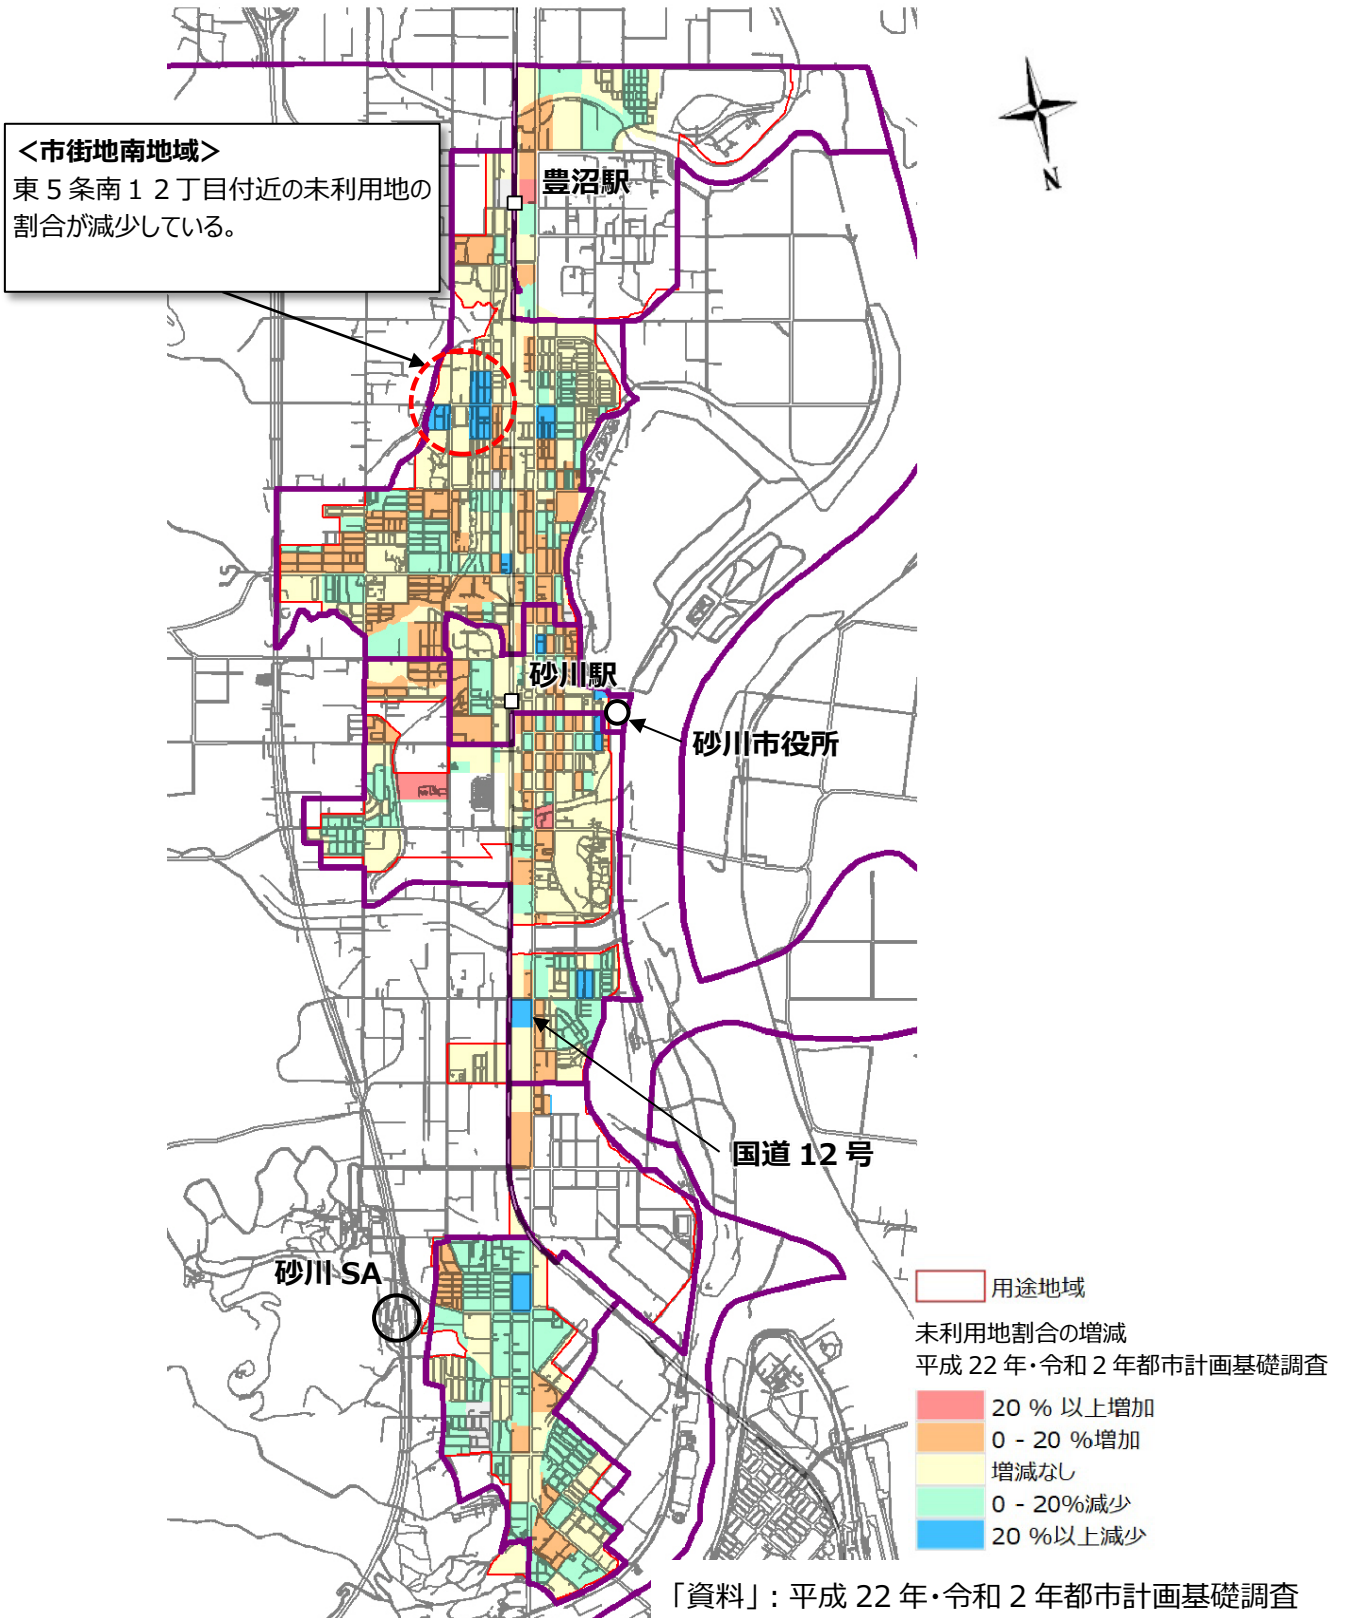 N
<市街地南地域>
東5条南12丁目付近の未利用地の
割合が減少している。
豊沼駅
砂川駅
砂川市役所
国道 12 号
砂川 SA
用途地域
未利用地割合の増減
平成 22 年・令和 2 年都市計画基礎調査
20 % 以上増加
0 - 20 %増加
増減なし
0 - 20%減少
20 %以上減少
「資料」：平成 22 年・令和 2 年都市計画基礎調査